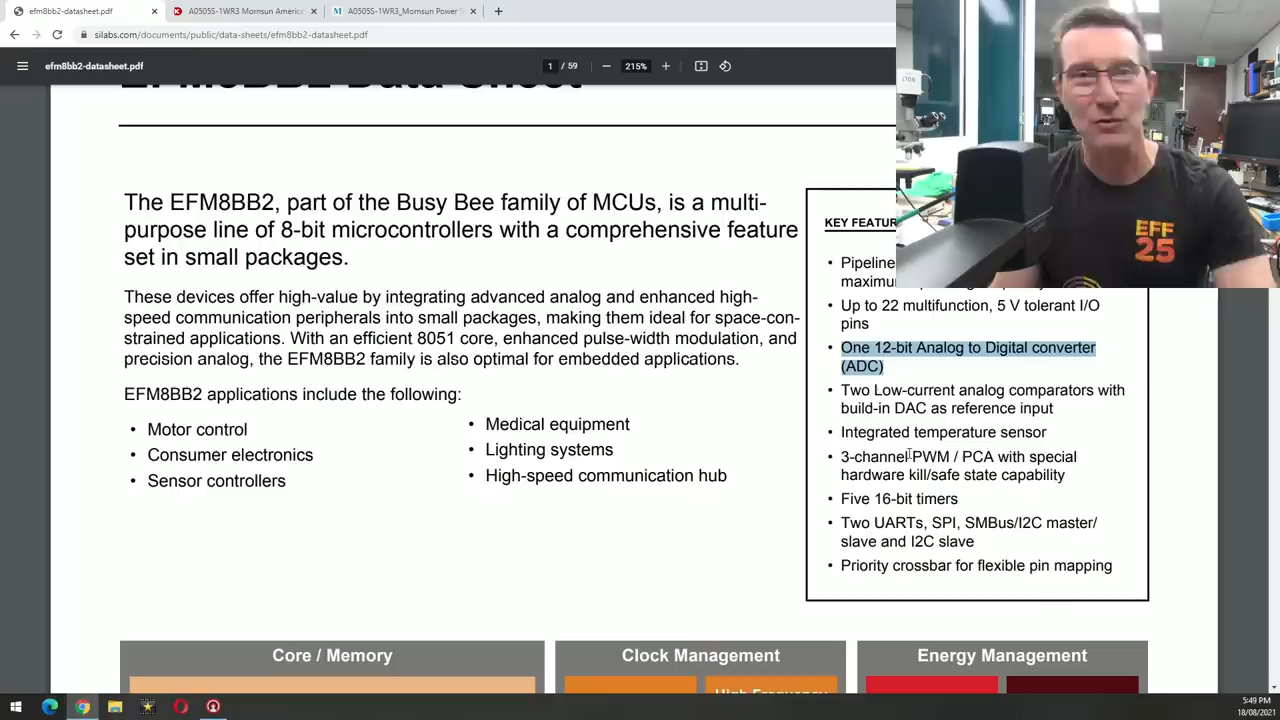 efm8bb2-datasheet.pdf
A0505S-1WR3 Mornsun America
A0505S-1WR3_Mornsun Power S
silabs.com/documents/public/data-sheets/efm8bb2-datasheet.pdf
efm8bb2-datasheet.pdf
1 / 59
215%
EFM8BB2 Data Sheet
The EFM8BB2, part of the Busy Bee family of MCUs, is a multi-
purpose line of 8-bit microcontrollers with a comprehensive feature
set in small packages.
These devices offer high-value by integrating advanced analog and enhanced high-
speed communication peripherals into small packages, making them ideal for space-con-
strained applications. With an efficient 8051 core, enhanced pulse-width modulation, and
precision analog, the EFM8BB2 family is also optimal for embedded applications.
EFM8BB2 applications include the following:
• Motor control
• Consumer electronics
• Sensor controllers
• Medical equipment
• Lighting systems
• High-speed communication hub
KEY FEATUR
• Pipeline
• Up to 22 multifunction, 5 V tolerant I/O
pins
• One 12-bit Analog to Digital converter
(ADC)
• Two Low-current analog comparators with
build-in DAC as reference input
• Integrated temperature sensor
• 3-channel PWM / PCA with special
hardware kill/safe state capability
• Five 16-bit timers
• Two UARTs, SPI, SMBus/I2C master/
slave and I2C slave
• Priority crossbar for flexible pin mapping
EFF
25
Core / Memory
Clock Management
High Frequency
Energy Management
5:49 PM
18/08/2021